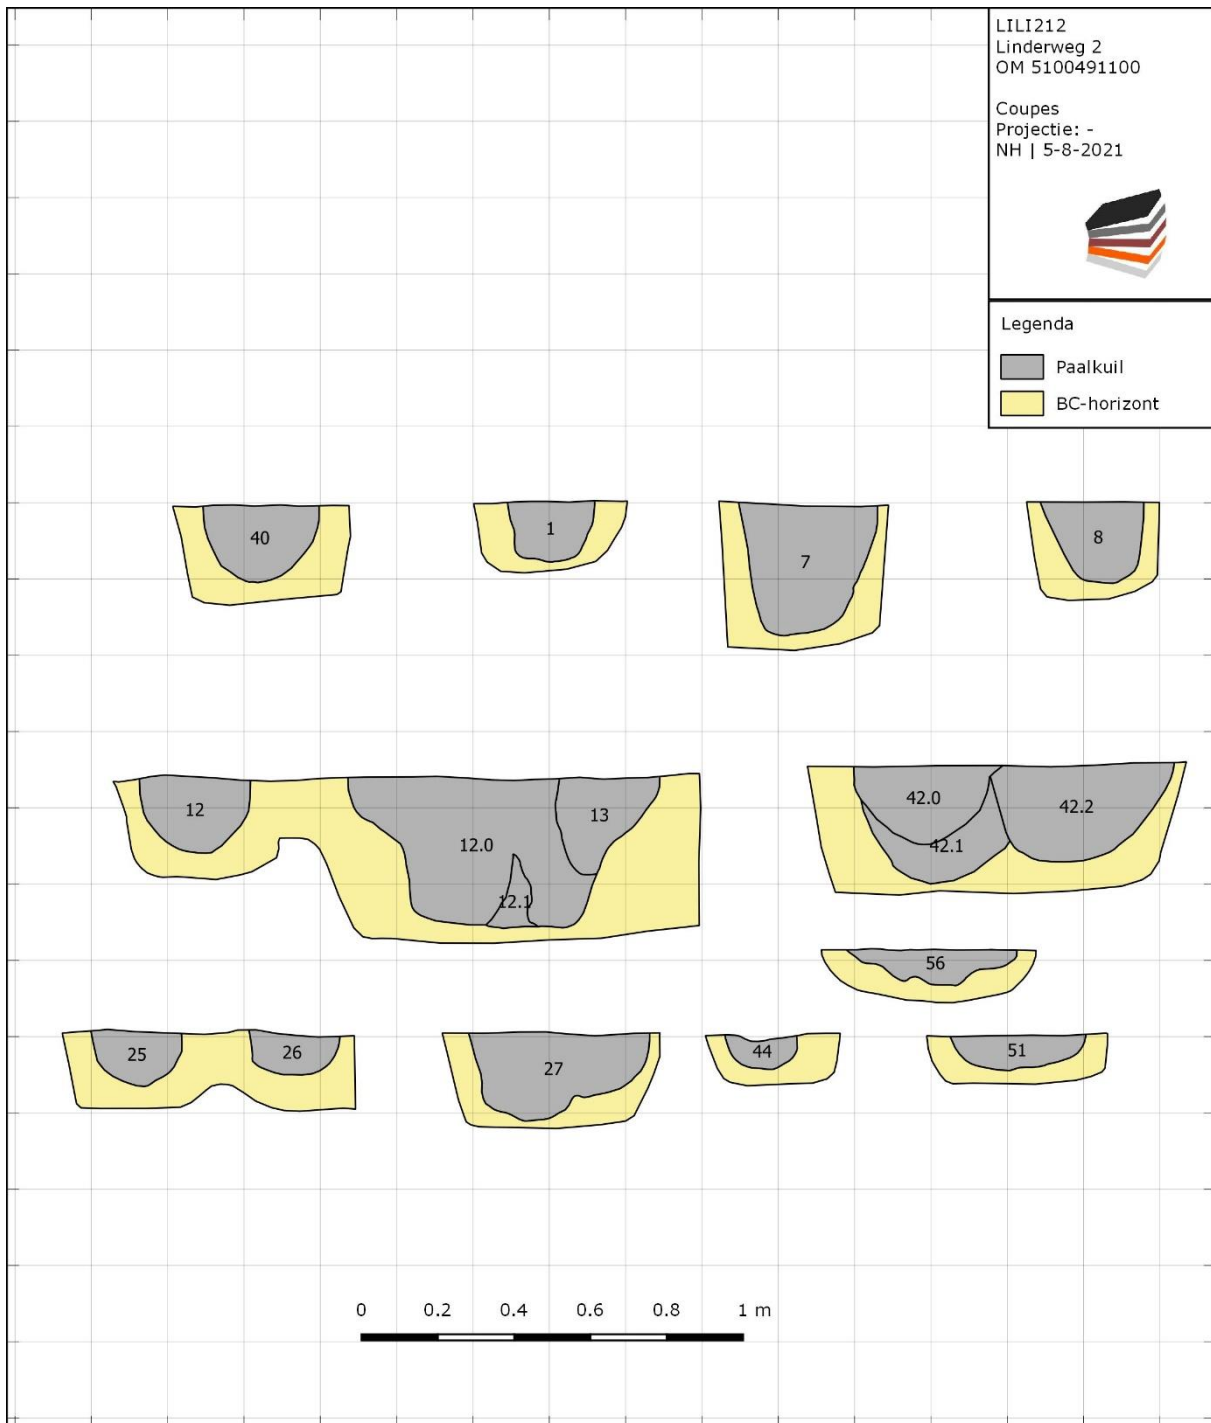 LILI212
Linderweg 2
OM 5100491100
Coupes
Projectie: -
NH | 5-8-2021
Legenda
Paalkuil
BC-horizont
40
1
7
8
12
12.0
13
12.1
42.0
42.1
42.2
56
25
26
27
44
51
0 0.2 0.4 0.6 0.8 1 m